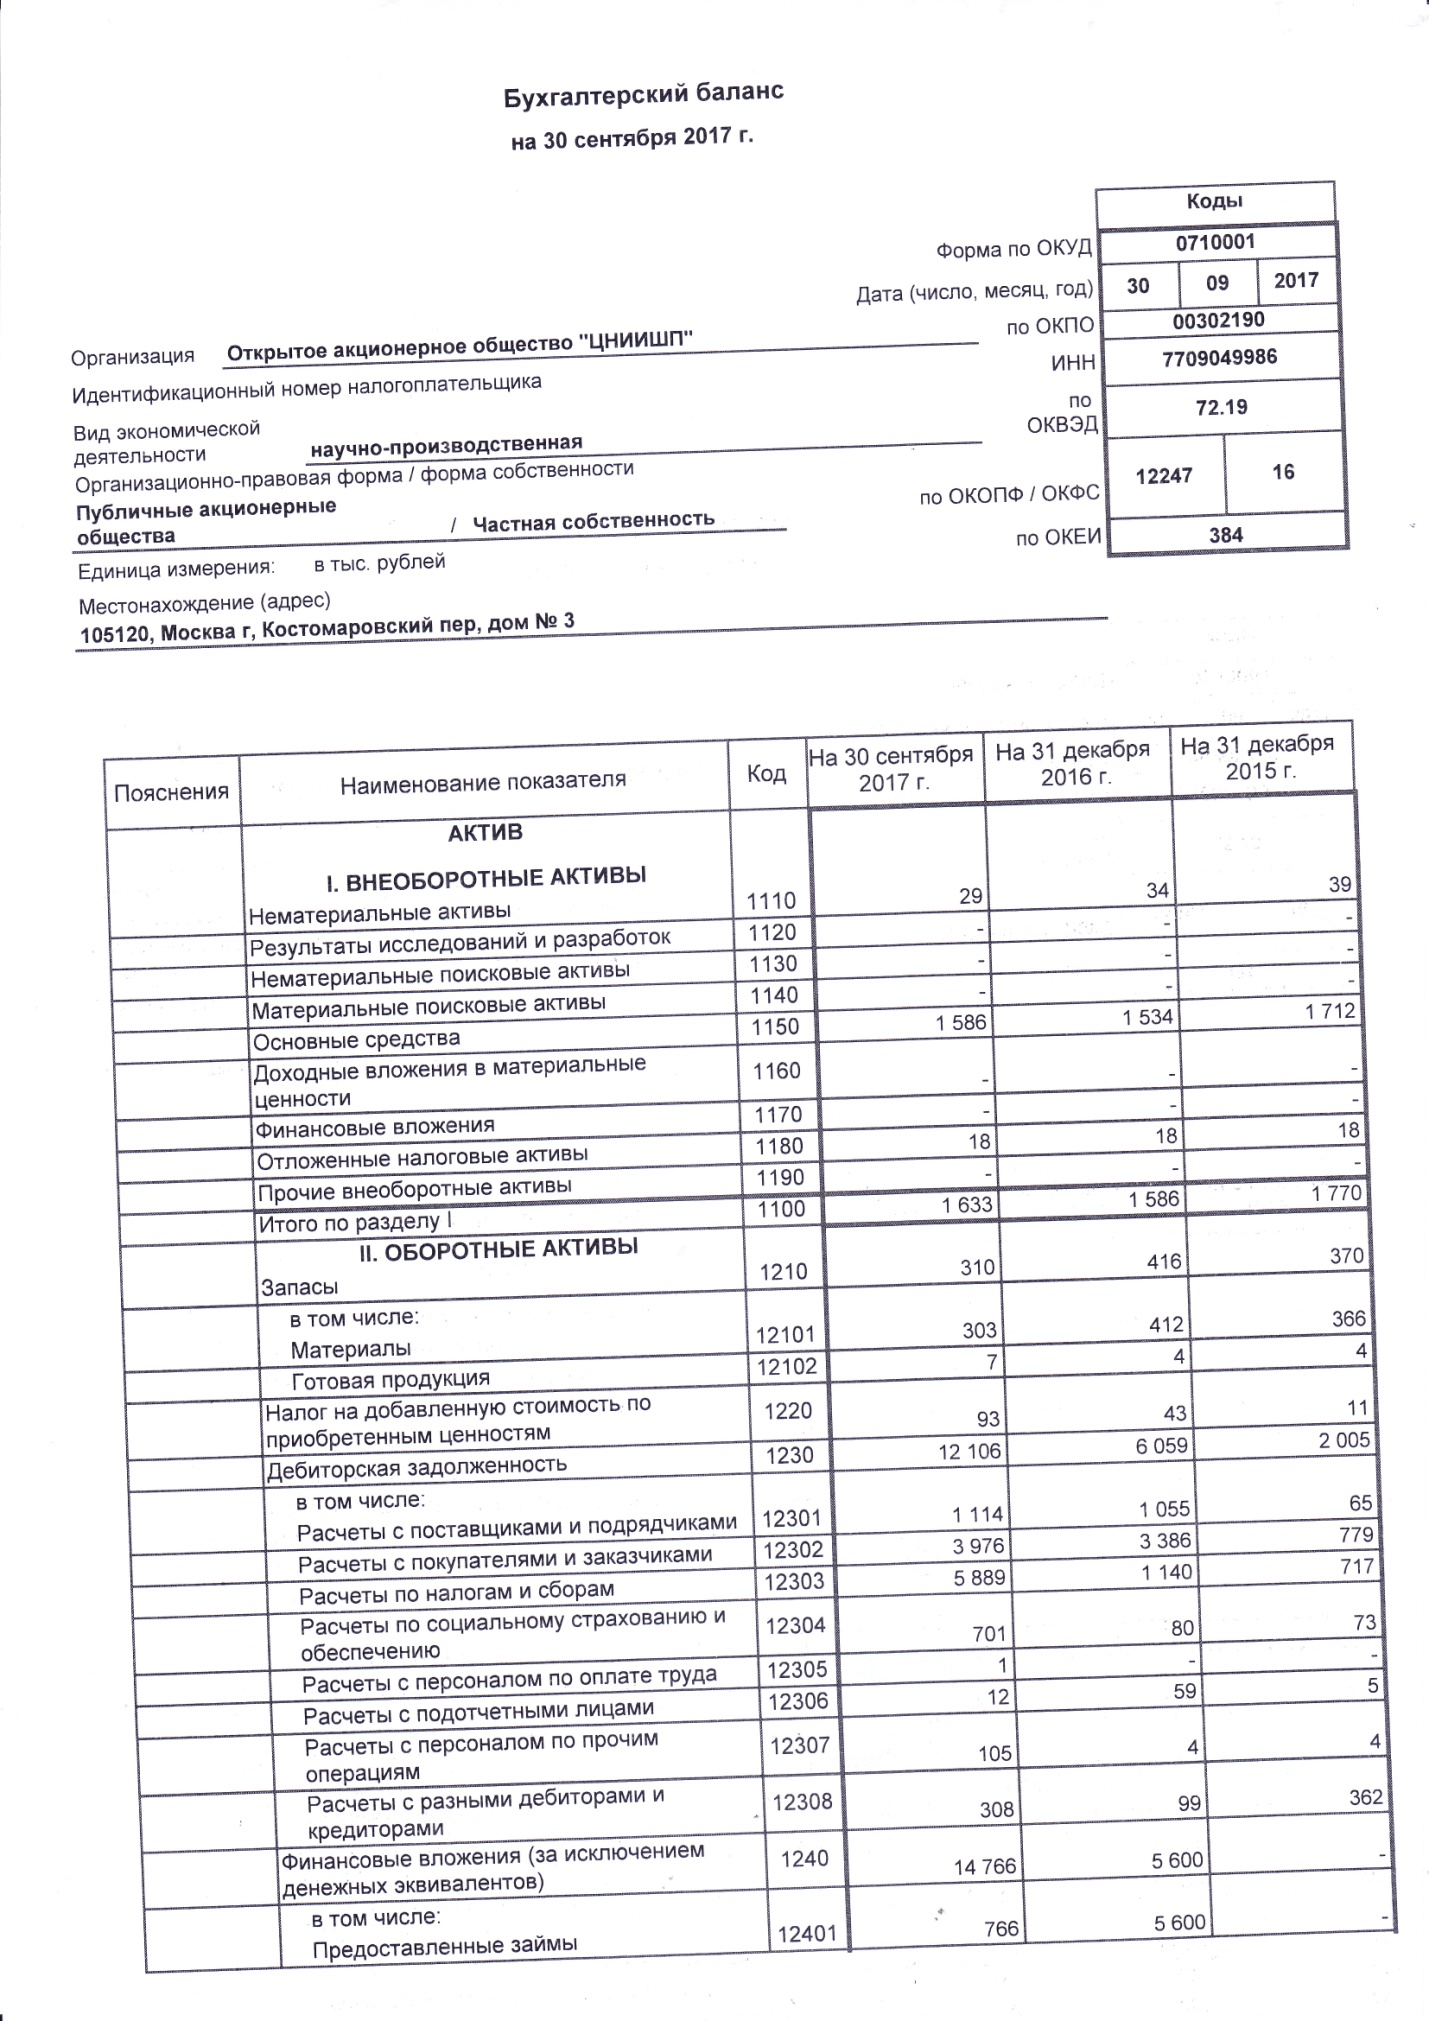 Бухгалтерский баланс
на 30 сентября 2017 г.
Коды
Форма по ОКУД 0710001
Дата (число, месяц, год) 30 09 2017
Организация Открытое акционерное общество "ЦНИИШП" по ОКПО 00302190
Идентификационный номер налогоплательщика ИНН 7709049986
Вид экономической
деятельности научно-производственная
по
ОКВЭД 72.19
Организационно-правовая форма / форма собственности
Публичные акционерные
общества / Частная собственность
по ОКОПФ / ОКФС 12247 16
Единица измерения: в тыс. рублей по ОКЕИ 384
Местонахождение (адрес)
105120, Москва г, Костомаровский пер, дом № 3
Пояснения Наименование показателя Код На 30 сентября 2017 г. На 31 декабря 2016 г. На 31 декабря 2015 г.
АКТИВ
I. ВНЕОБОРОТНЫЕ АКТИВЫ
Нематериальные активы 1110 29 34 39
Результаты исследований и разработок 1120 - - -
Нематериальные поисковые активы 1130 - - -
Материальные поисковые активы 1140 - - -
Основные средства 1150 1 586 1 534 1 712
Доходные вложения в материальные
ценности 1160 - - -
Финансовые вложения 1170 - - -
Отложенные налоговые активы 1180 18 18 18
Прочие внеоборотные активы 1190 - - -
Итого по разделу I 1100 1 633 1 586 1 770
II. ОБОРОТНЫЕ АКТИВЫ
Запасы 1210 310 416 370
в том числе:
Материалы 12101 303 412 366
Готовая продукция 12102 7 4 4
Налог на добавленную стоимость по
приобретенным ценностям 1220 93 43 11
Дебиторская задолженность 1230 12 106 6 059 2 005
в том числе:
Расчеты с поставщиками и подрядчиками 12301 1 114 1 055 65
Расчеты с покупателями и заказчиками 12302 3 976 3 386 779
Расчеты по налогам и сборам 12303 5 889 1 140 717
Расчеты по социальному страхованию и
обеспечению 12304 701 80 73
Расчеты с персоналом по оплате труда 12305 1 - -
Расчеты с подотчетными лицами 12306 12 59 5
Расчеты с персоналом по прочим
операциям 12307 105 4 4
Расчеты с разными дебиторами и
кредиторами 12308 308 99 362
Финансовые вложения (за исключением
денежных эквивалентов) 1240 14 766 5 600 -
в том числе:
Предоставленные займы 12401 766 5 600 -